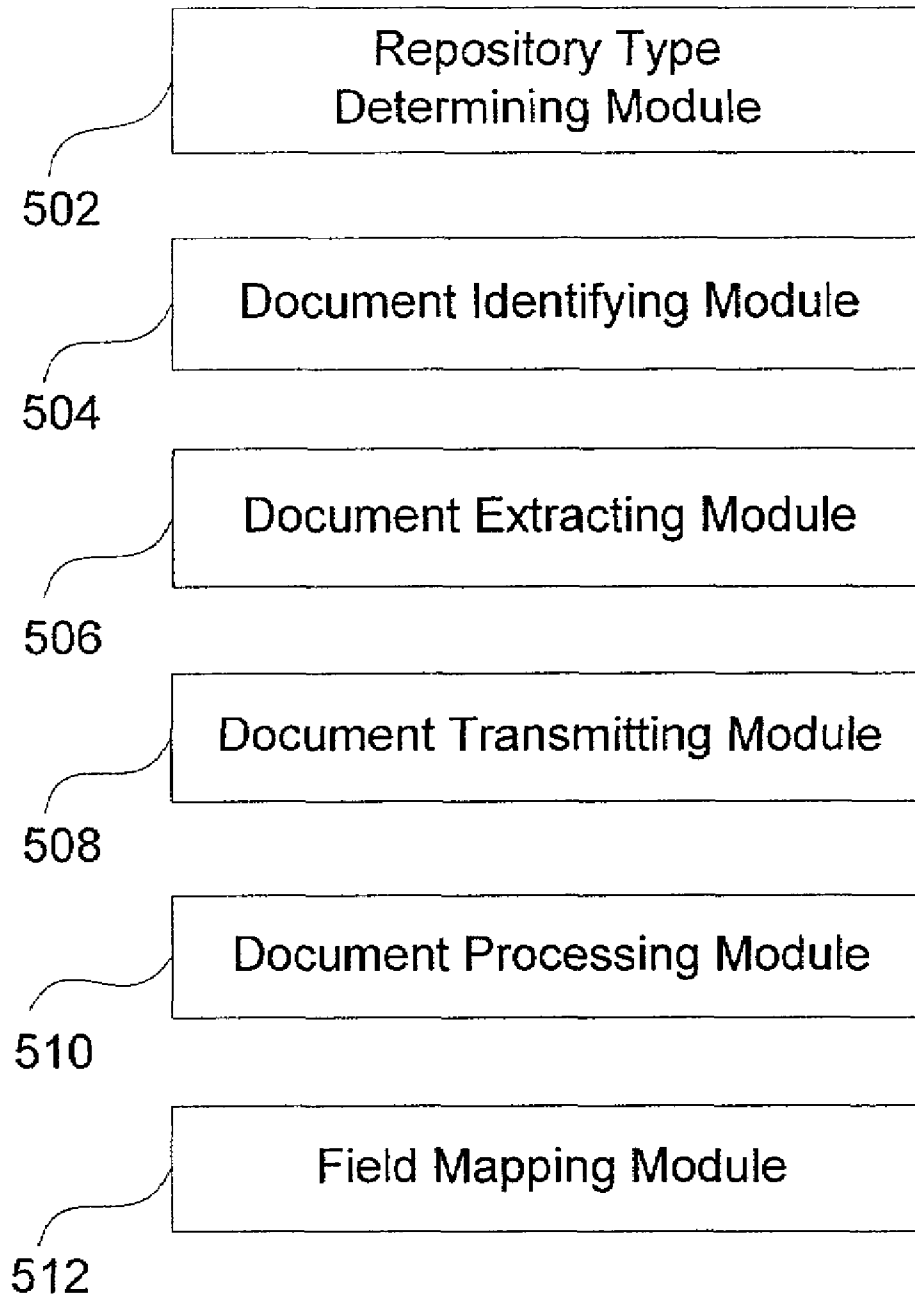 Repository Type
Determining Module
502
Document Identifying Module
504
Document Extracting Module
506
Document Transmitting Module
508
Document Processing Module
510
Field Mapping Module
512